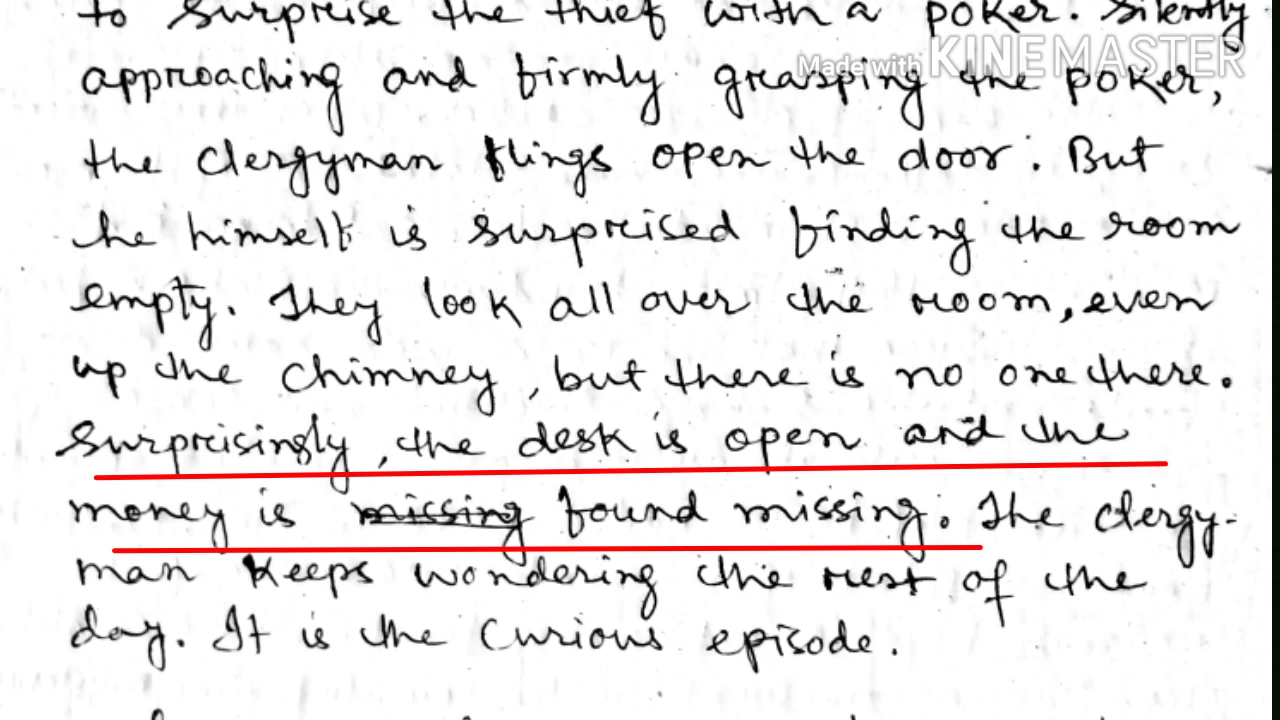 to surprise the thief with a poker. Silently
Made with KINEMASTER
approaching and firmly grasping the poker,
the clergyman flings open the door. But
he himself is surprised finding the room
empty. They look all over the room, even
up the chimney, but there is no one there.
Surprisingly, the desk is open and the
money is missing found missing. The clergy-
man keeps wondering the rest of the
day. It is the curious episode.